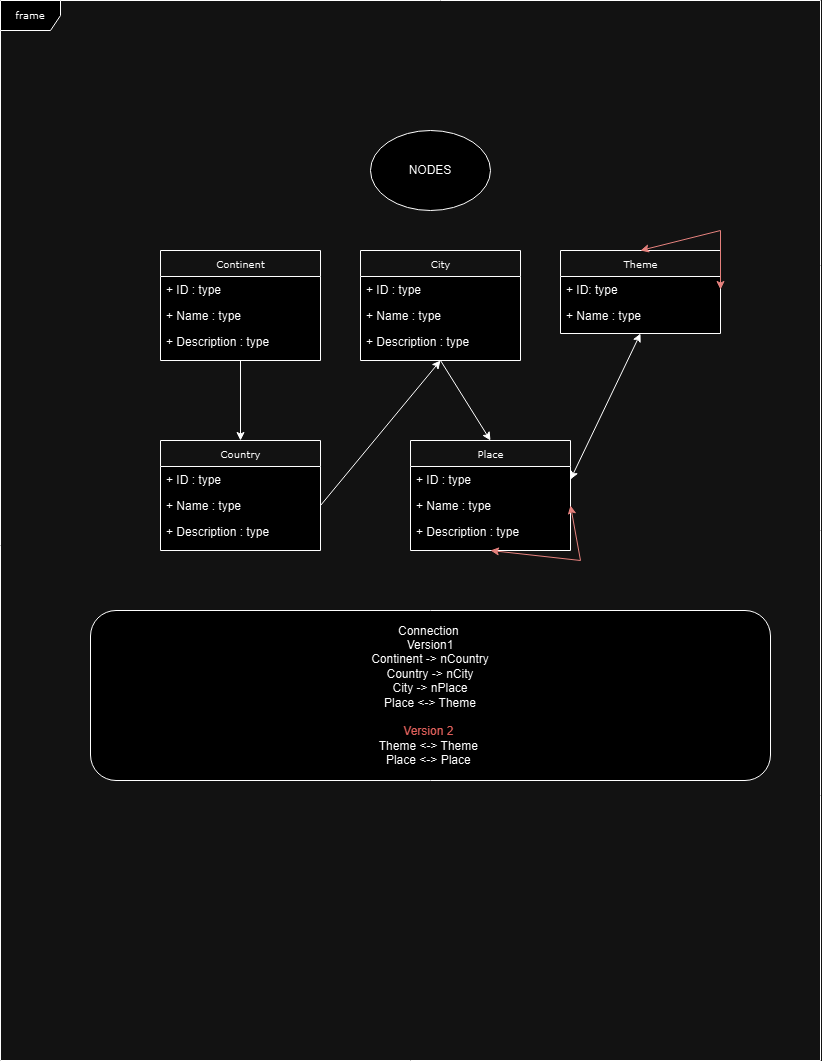 frame
NODES
Continent
+ ID : type
+ Name : type
+ Description : type
City
+ ID : type
+ Name : type
+ Description : type
Theme
+ ID: type
+ Name : type
Country
+ ID : type
+ Name : type
+ Description : type
Place
+ ID : type
+ Name : type
+ Description : type
Connection
Version1
Continent -> nCountry
Country -> nCity
City -> nPlace
Place <-> Theme
Version 2
Theme <-> Theme
Place <-> Place